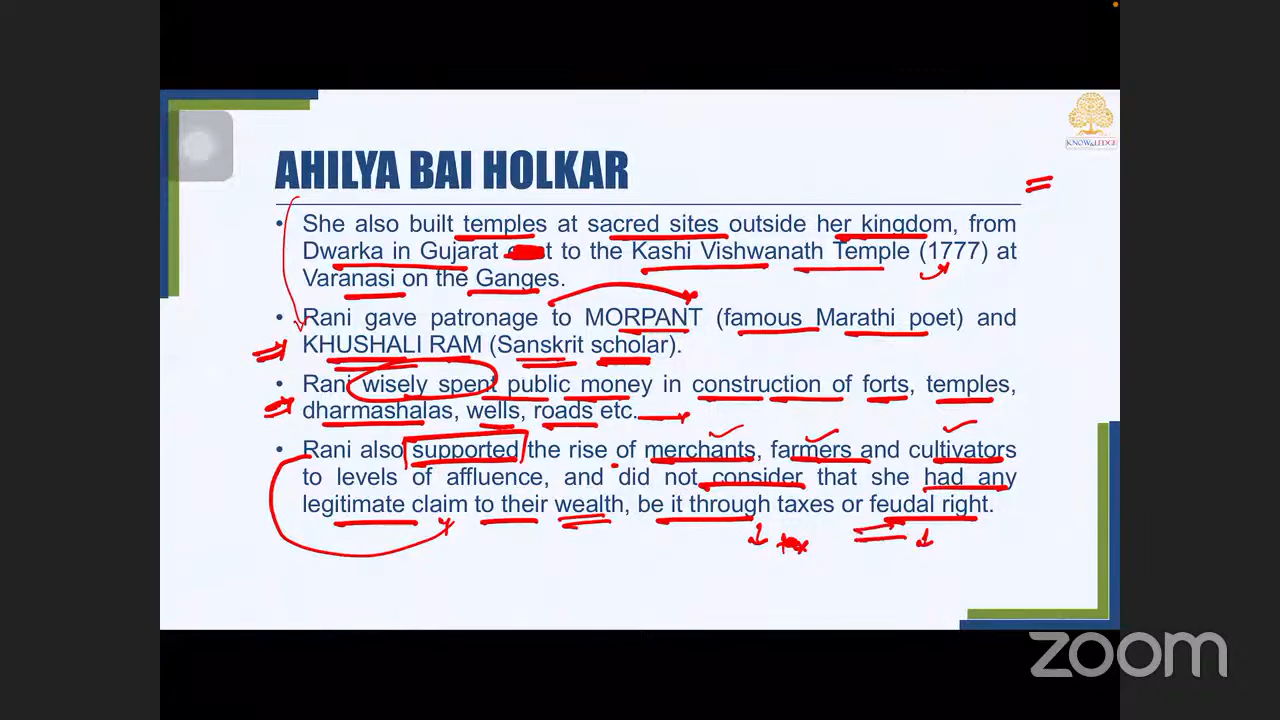 KNOWLEDGE
AHILYA BAI HOLKAR
• She also built temples at sacred sites outside her kingdom, from
Dwarka in Gujarat to the Kashi Vishwanath Temple (1777) at
Varanasi on the Ganges.
• Rani gave patronage to MORPANT (famous Marathi poet) and
KHUSHALI RAM (Sanskrit scholar).
• Rani wisely spent public money in construction of forts, temples,
dharmashalas, wells, roads etc.
• Rani also supported the rise of merchants, farmers and cultivators
to levels of affluence, and did not consider that she had any
legitimate claim to their wealth, be it through taxes or feudal right.
tax
zoom